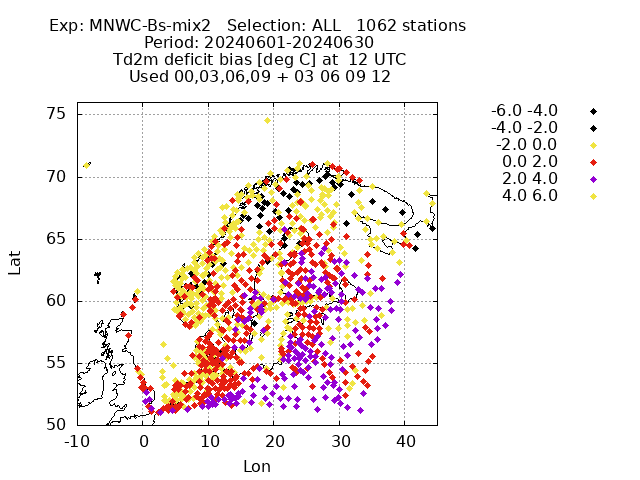 Exp: MNWC-Bs-mix2   Selection: ALL   1062 stations
Period: 20240601-20240630
Td2m deficit bias [deg C] at  12 UTC
Used 00,03,06,09 + 03 06 09 12
-6.0 -4.0
-4.0 -2.0
-2.0 0.0
0.0 2.0
2.0 4.0
4.0 6.0
75
70
65
60
55
50
Lat
-10 0 10 20 30 40
Lon